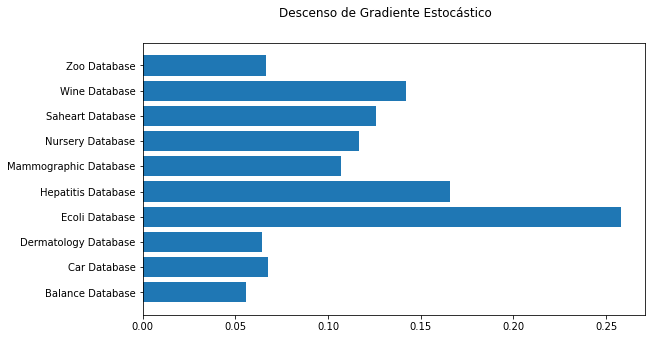 Descenso de Gradiente Estocástico
Zoo Database
Wine Database
Saheart Database
Nursery Database
Mammographic Database
Hepatitis Database
Ecoli Database
Dermatology Database
Car Database
Balance Database
0.00 0.05 0.10 0.15 0.20 0.25